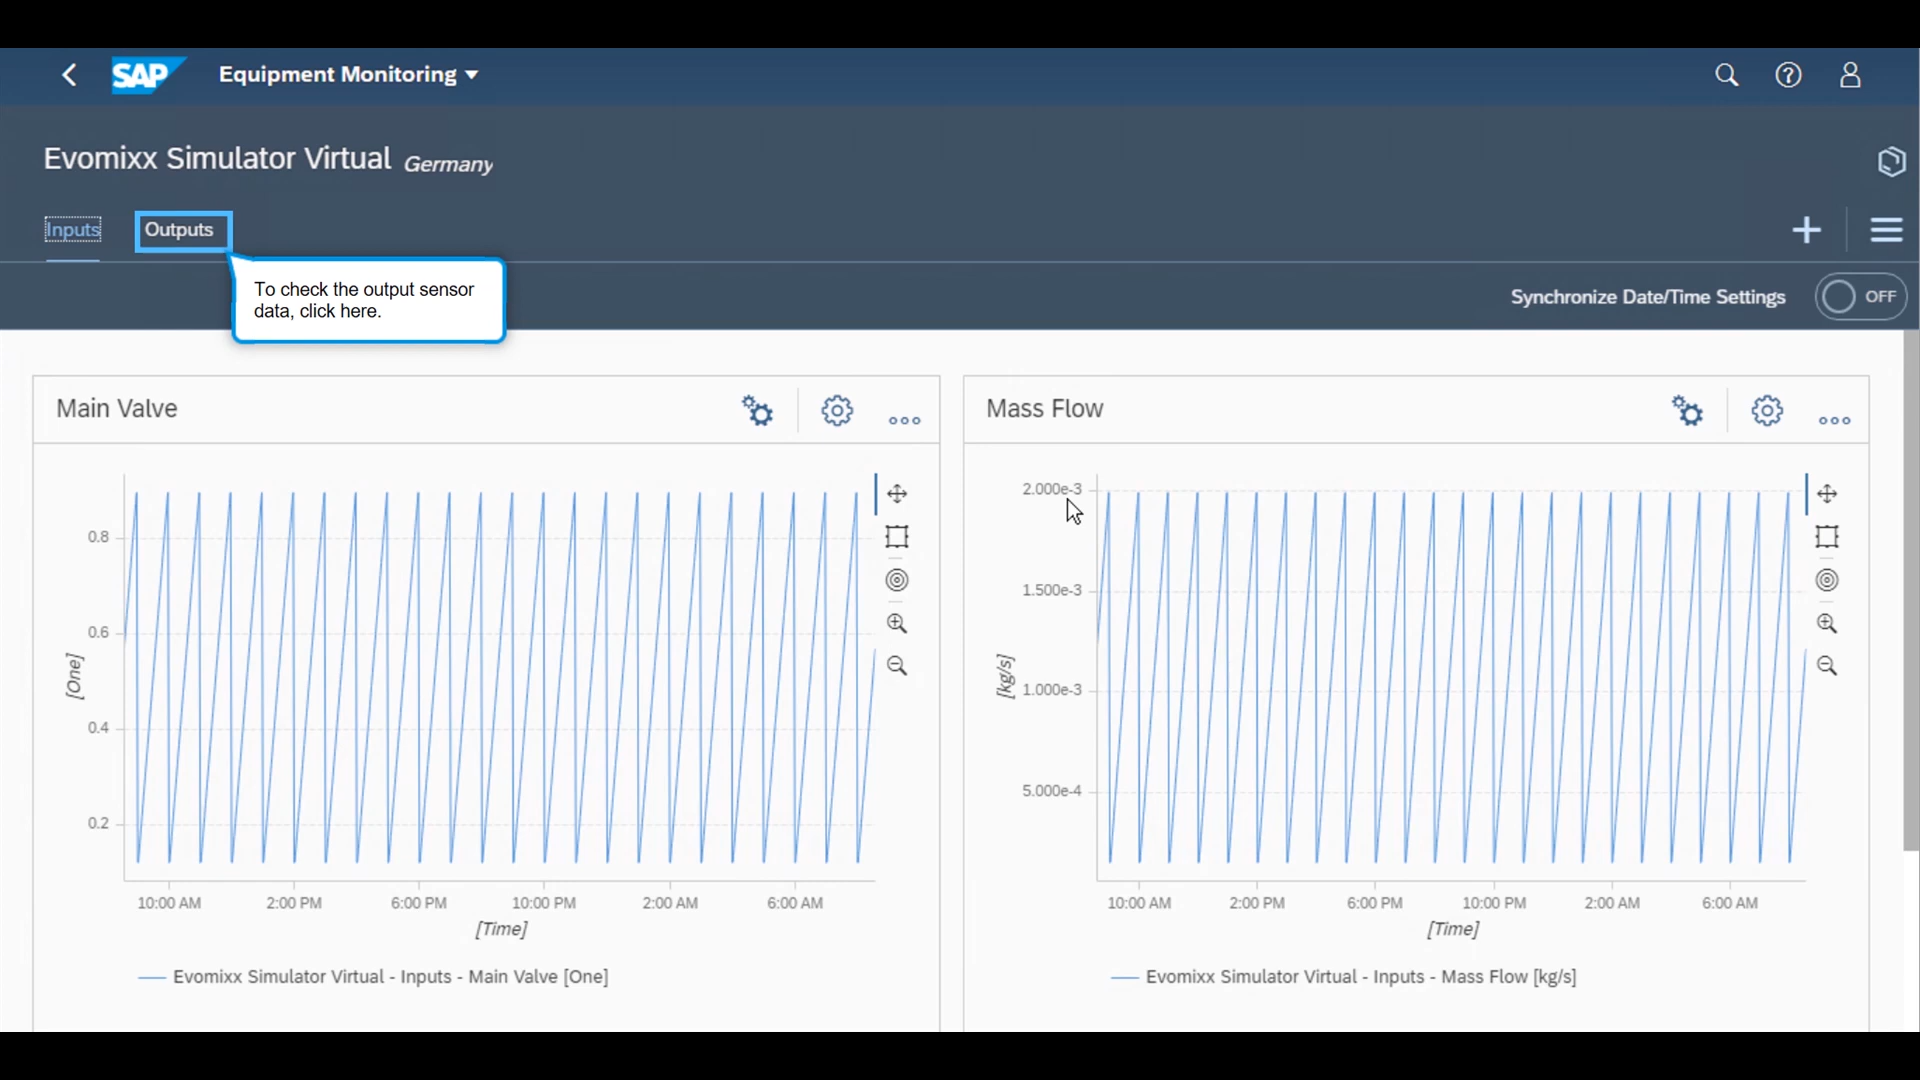 SAP Equipment Monitoring
Evomixx Simulator Virtual Germany
Inputs Outputs
To check the output sensor
data, click here.
Synchronize Date/Time Settings OFF
Main Valve
0.8
0.6
0.4
0.2
[One]
10:00 AM 2:00 PM 6:00 PM 10:00 PM 2:00 AM 6:00 AM
[Time]
Evomixx Simulator Virtual - Inputs - Main Valve [One]
Mass Flow
2.000e-3
1.500e-3
1.000e-3
5.000e-4
[kg/s]
10:00 AM 2:00 PM 6:00 PM 10:00 PM 2:00 AM 6:00 AM
[Time]
Evomixx Simulator Virtual - Inputs - Mass Flow [kg/s]